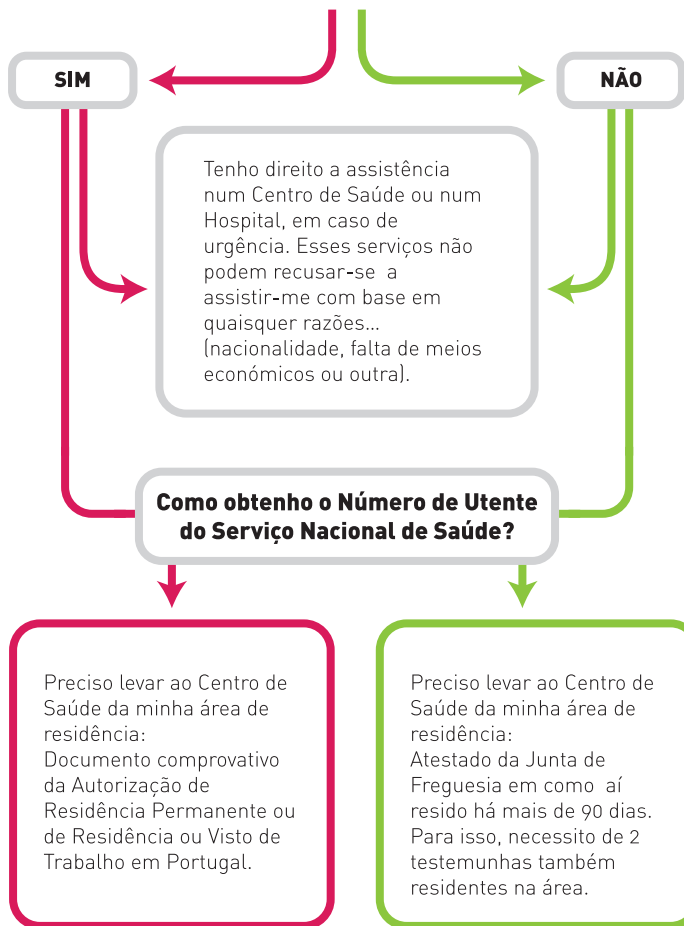 SIM
NÃO
Tenho direito a assistência
num Centro de Saúde ou num
Hospital, em caso de
urgência. Esses serviços não
podem recusar-se a
assistir-me com base em
quaisquer razões...
(nacionalidade, falta de meios
económicos ou outra).
Como obtenho o Número de Utente
do Serviço Nacional de Saúde?
Preciso levar ao Centro de
Saúde da minha área de
residência:
Documento comprovativo
da Autorização de
Residência Permanente ou
de Residência ou Visto de
Trabalho em Portugal.
Preciso levar ao Centro de
Saúde da minha área de
residência:
Atestado da Junta de
Freguesia em como aí
resido há mais de 90 dias.
Para isso, necessito de 2
testemunhas também
residentes na área.